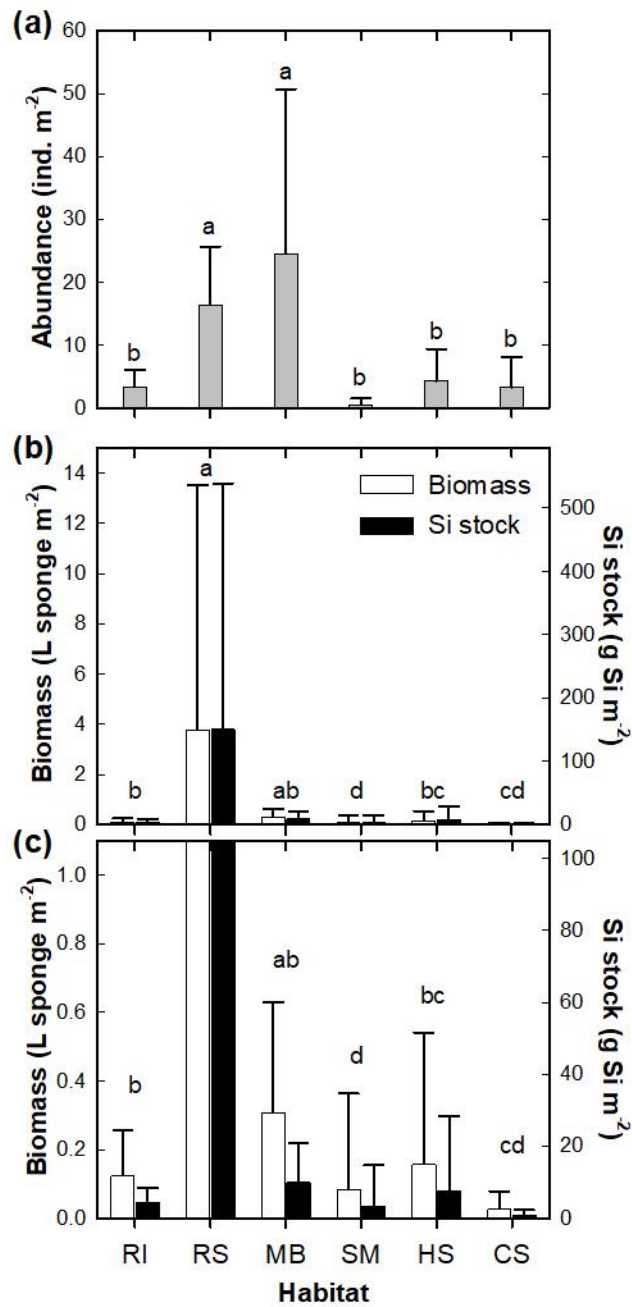 (a)
60
50
40
30
20
10
0
Abundance (ind. m-2)
b
a
a
b
b
b
(b)
14
12
10
8
6
4
2
0
Biomass (L sponge m-2)
a
Biomass
Si stock
500
400
300
200
100
0
Si stock (g Si m-2)
b
ab
d
bc
cd
(c)
1.0
0.8
0.6
0.4
0.2
0.0
Biomass (L sponge m-2)
100
80
60
40
20
0
Si stock (g Si m-2)
b
ab
d
bc
cd
RI RS MB SM HS CS
Habitat